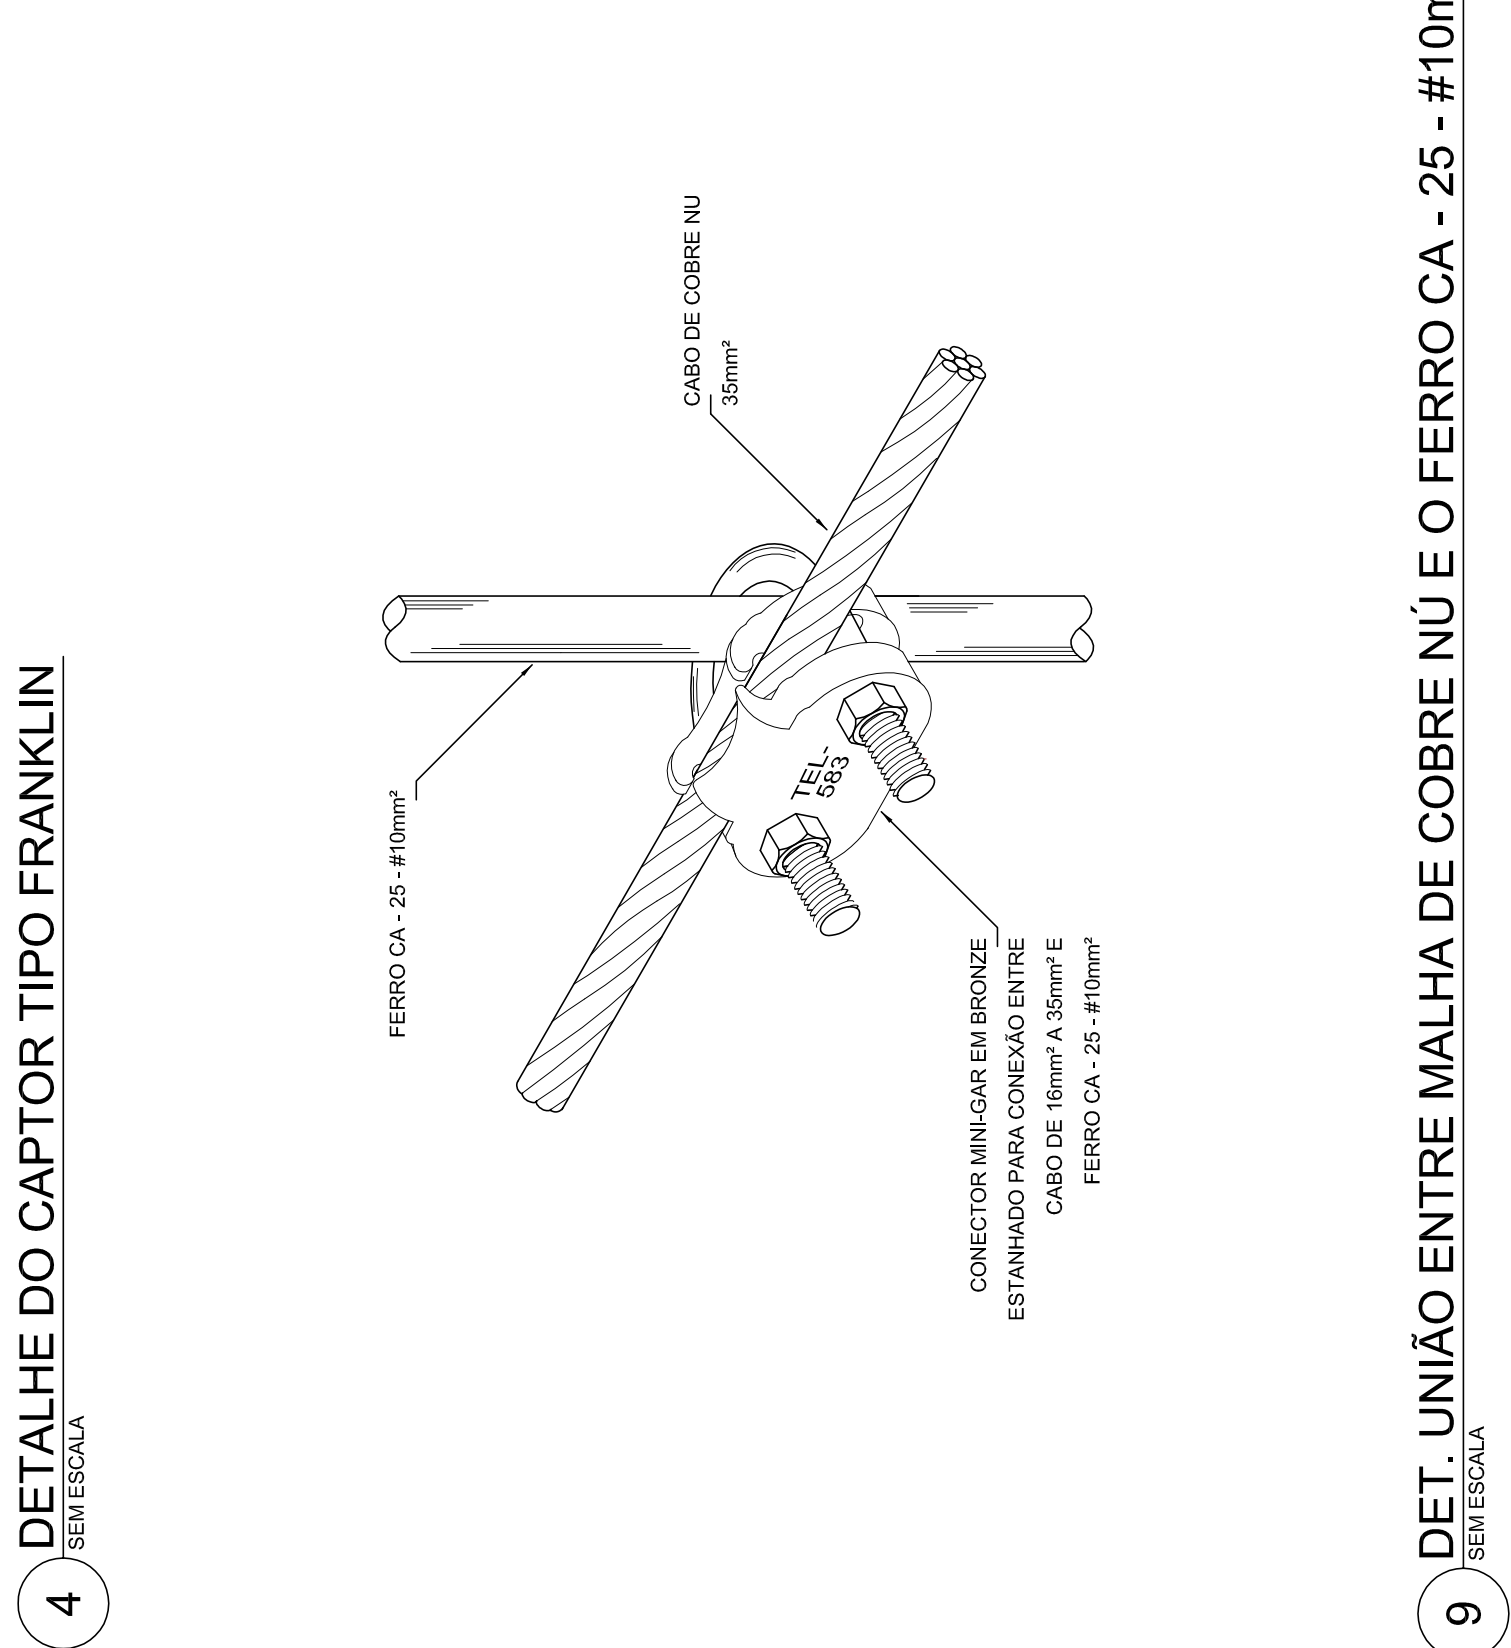 4
DETALHE DO CAPTOR TIPO FRANKLIN
SEM ESCALA
FERRO CA - 25 - #10mm²
CABO DE COBRE NU
35mm²
TEL-
583
CONECTOR MINI-GAR EM BRONZE
ESTANHADO PARA CONEXÃO ENTRE
CABO DE 16mm² A 35mm² E
FERRO CA - 25 - #10mm²
9
DET. UNIÃO ENTRE MALHA DE COBRE NÚ E O FERRO CA - 25 - #10m
SEM ESCALA